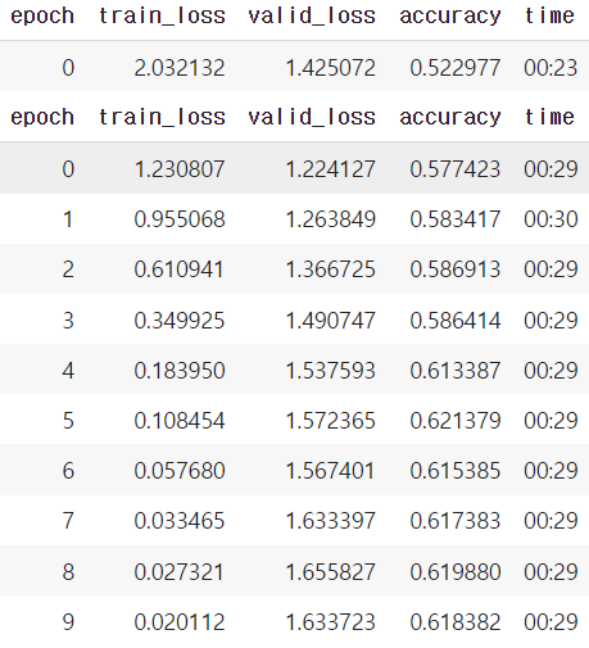 epoch train_loss valid_loss accuracy time
0 2.032132 1.425072 0.522977 00:23
epoch train_loss valid_loss accuracy time
0 1.230807 1.224127 0.577423 00:29
1 0.955068 1.263849 0.583417 00:30
2 0.610941 1.366725 0.586913 00:29
3 0.349925 1.490747 0.586414 00:29
4 0.183950 1.537593 0.613387 00:29
5 0.108454 1.572365 0.621379 00:29
6 0.057680 1.567401 0.615385 00:29
7 0.033465 1.633397 0.617383 00:29
8 0.027321 1.655827 0.619880 00:29
9 0.020112 1.633723 0.618382 00:29